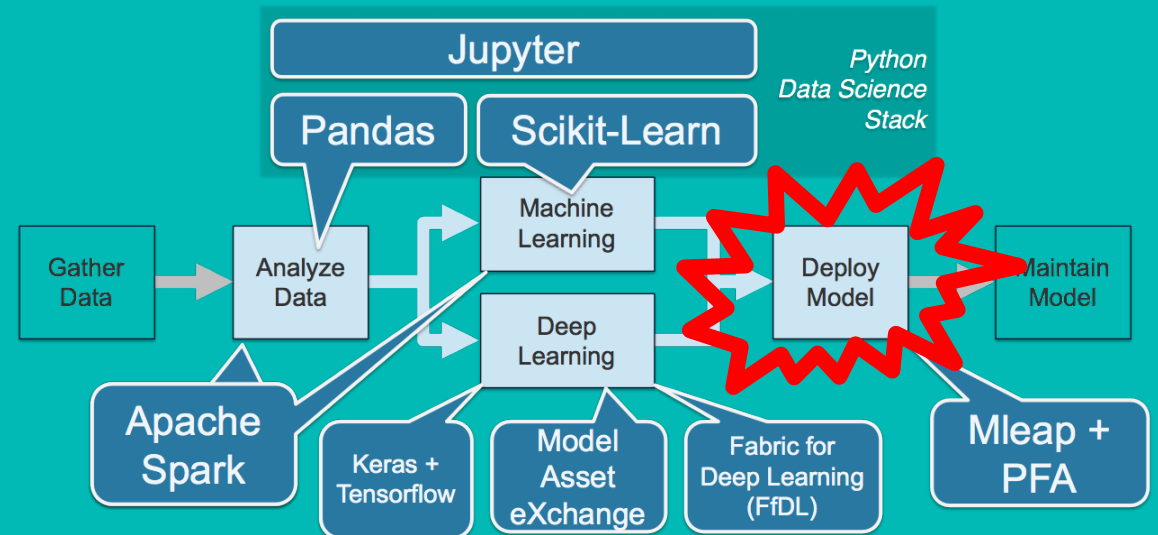 Jupyter
Python
Data Science
Stack
Pandas
Scikit-Learn
Gather
Data
Analyze
Data
Machine
Learning
Deep
Learning
Deploy
Model
Maintain
Model
Apache
Spark
Keras +
Tensorflow
Model
Asset
eXchange
Fabric for
Deep Learning
(FfDL)
Mleap +
PFA